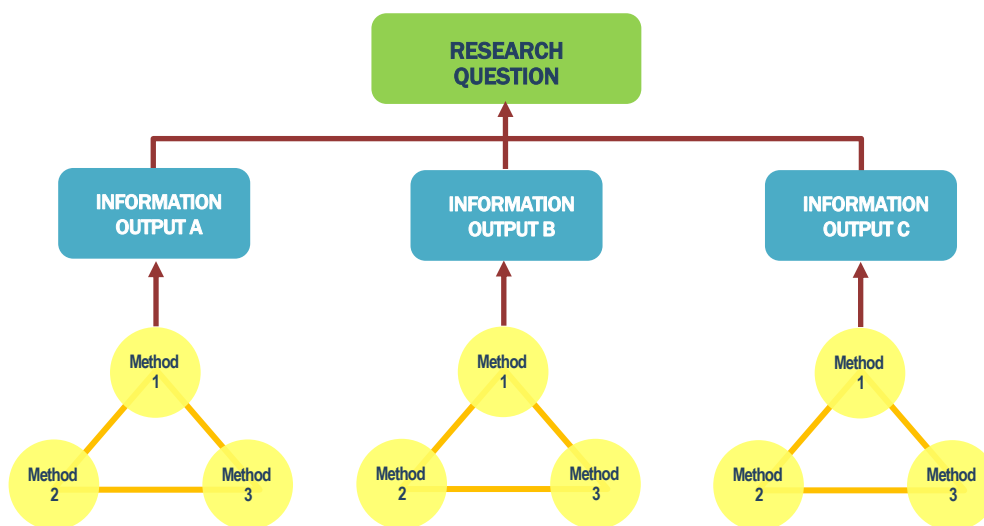 RESEARCH
QUESTION
INFORMATION
OUTPUT A
INFORMATION
OUTPUT B
INFORMATION
OUTPUT C
Method
1
Method
2
Method
3
Method
1
Method
2
Method
3
Method
1
Method
2
Method
3